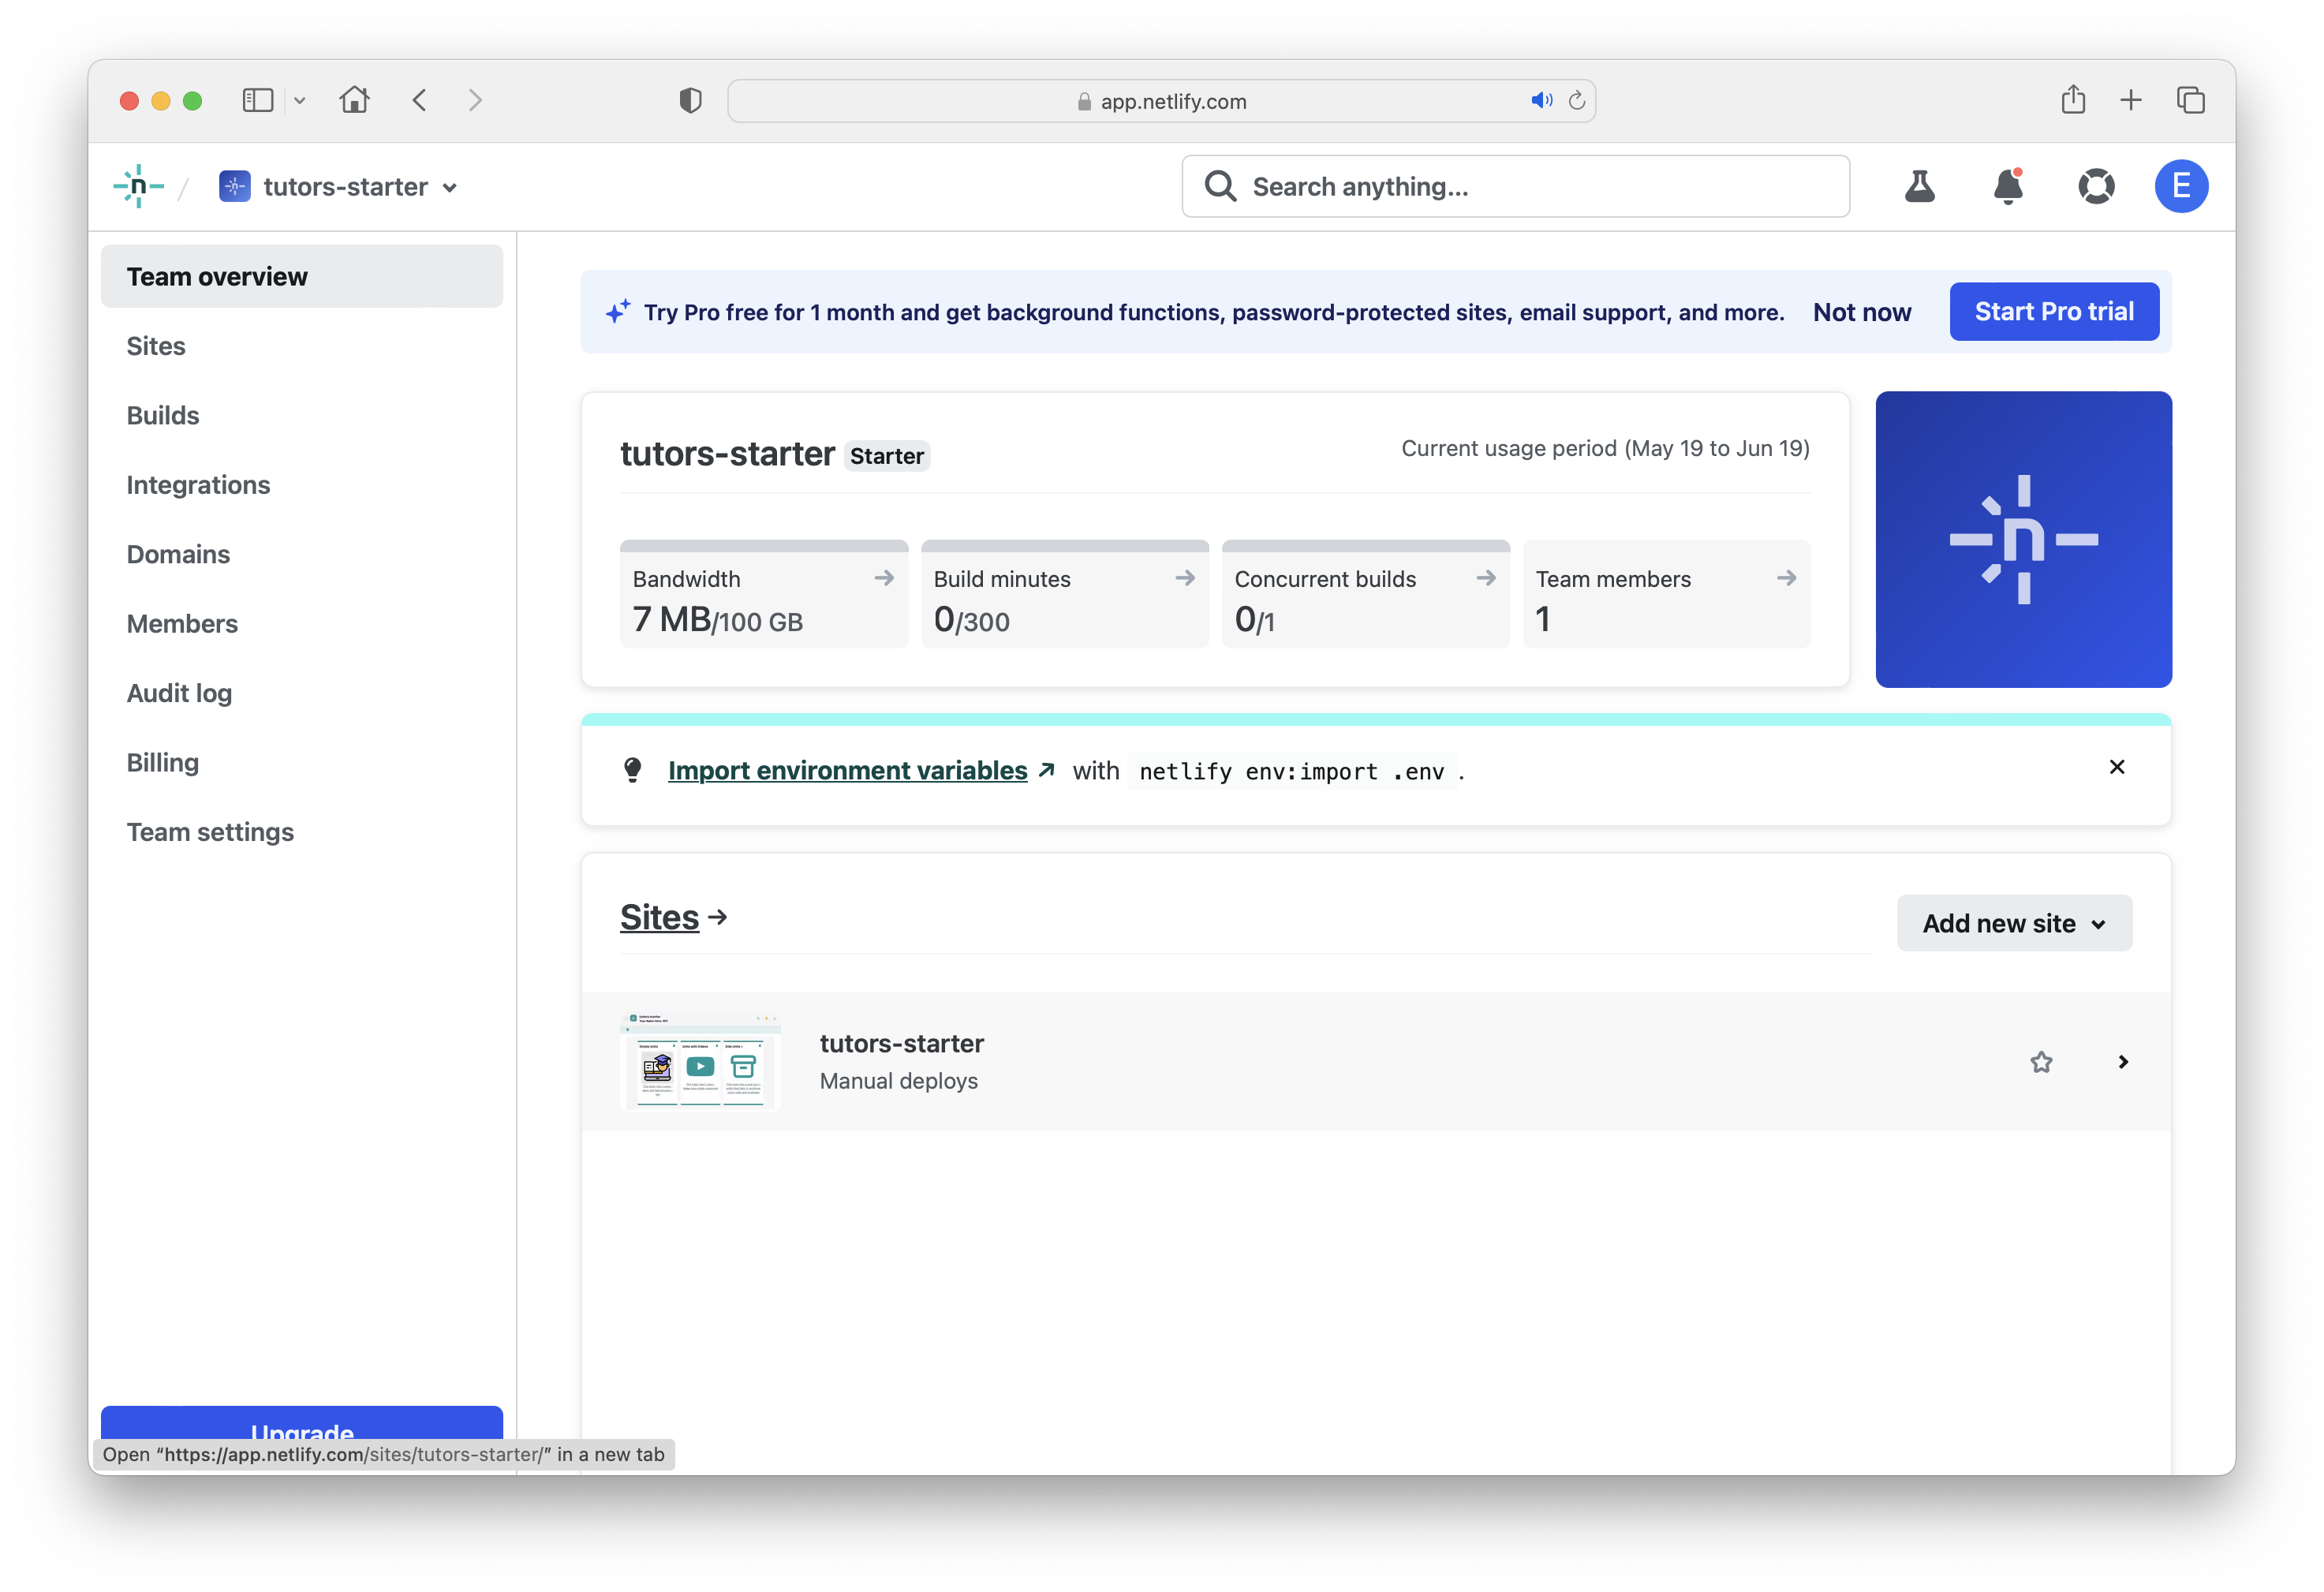 app.netlify.com
n
tutors-starter
Search anything...
E
Team overview
Sites
Builds
Integrations
Domains
Members
Audit log
Billing
Team settings
Upgrade
Open “https://app.netlify.com/sites/tutors-starter/” in a new tab
Try Pro free for 1 month and get background functions, password-protected sites, email support, and more.
Not now
Start Pro trial
tutors-starter Starter
Current usage period (May 19 to Jun 19)
Bandwidth
7 MB/100 GB
Build minutes
0/300
Concurrent builds
0/1
Team members
1
n
Import environment variables with netlify env:import .env .
Sites
Add new site
tutors-starter
Manual deploys